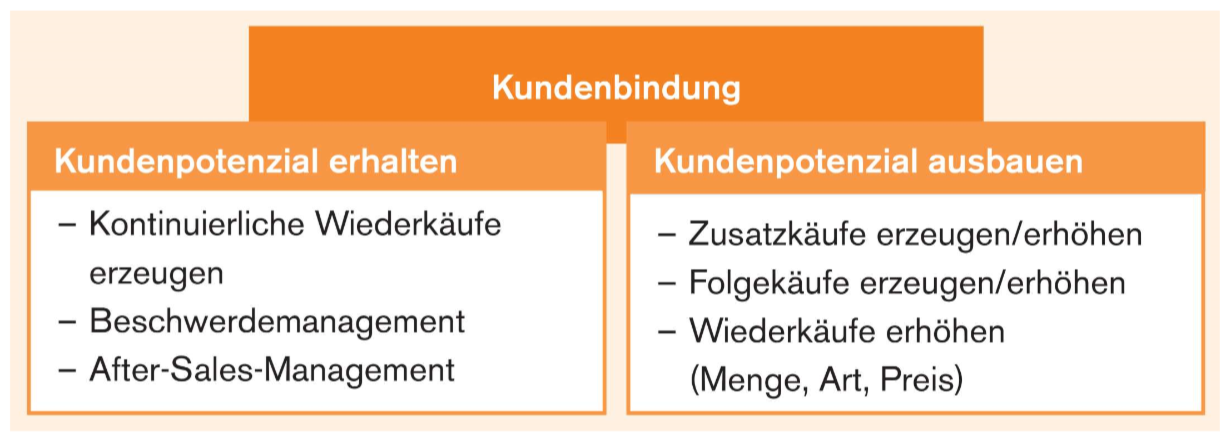 Kundenbindung
Kundenpotenzial erhalten
– Kontinuierliche Wiederkäufe
erzeugen
– Beschwerdemanagement
– After-Sales-Management
Kundenpotenzial ausbauen
– Zusatzkäufe erzeugen/erhöhen
– Folgekäufe erzeugen/erhöhen
– Wiederkäufe erhöhen
(Menge, Art, Preis)